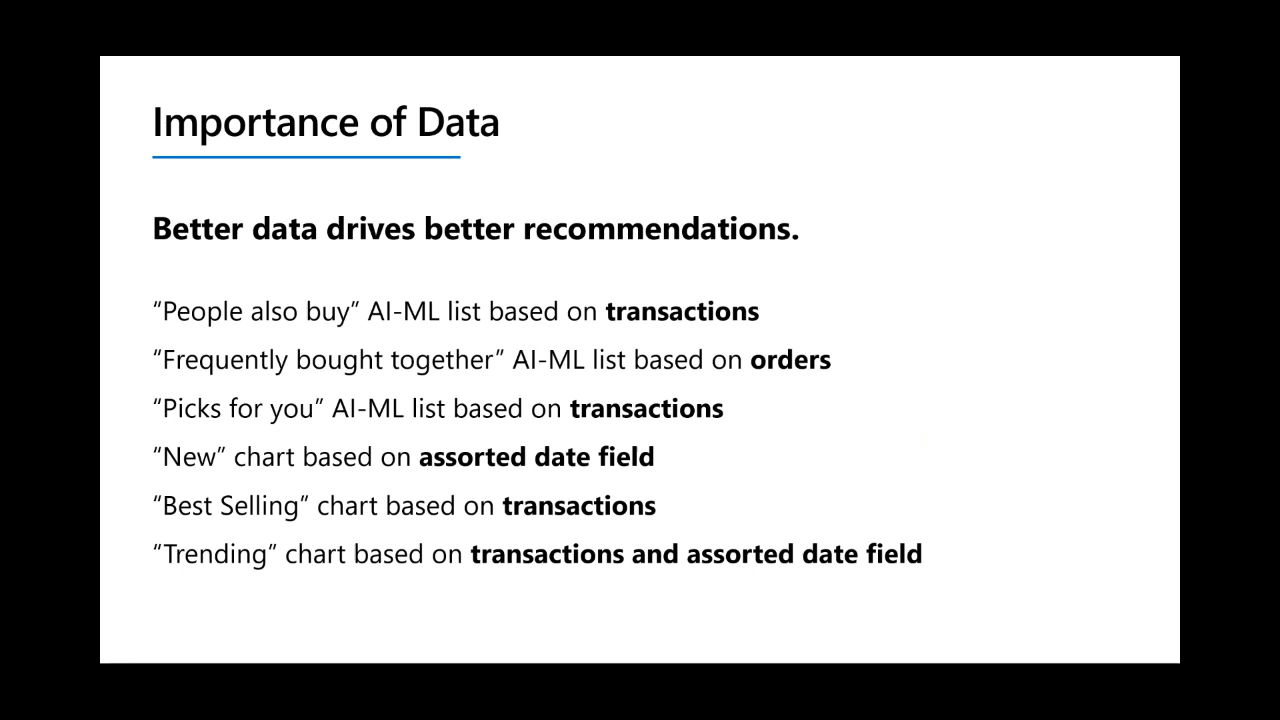 Importance of Data
Better data drives better recommendations.
“People also buy” AI-ML list based on transactions
“Frequently bought together” AI-ML list based on orders
“Picks for you” AI-ML list based on transactions
“New” chart based on assorted date field
“Best Selling” chart based on transactions
“Trending” chart based on transactions and assorted date field